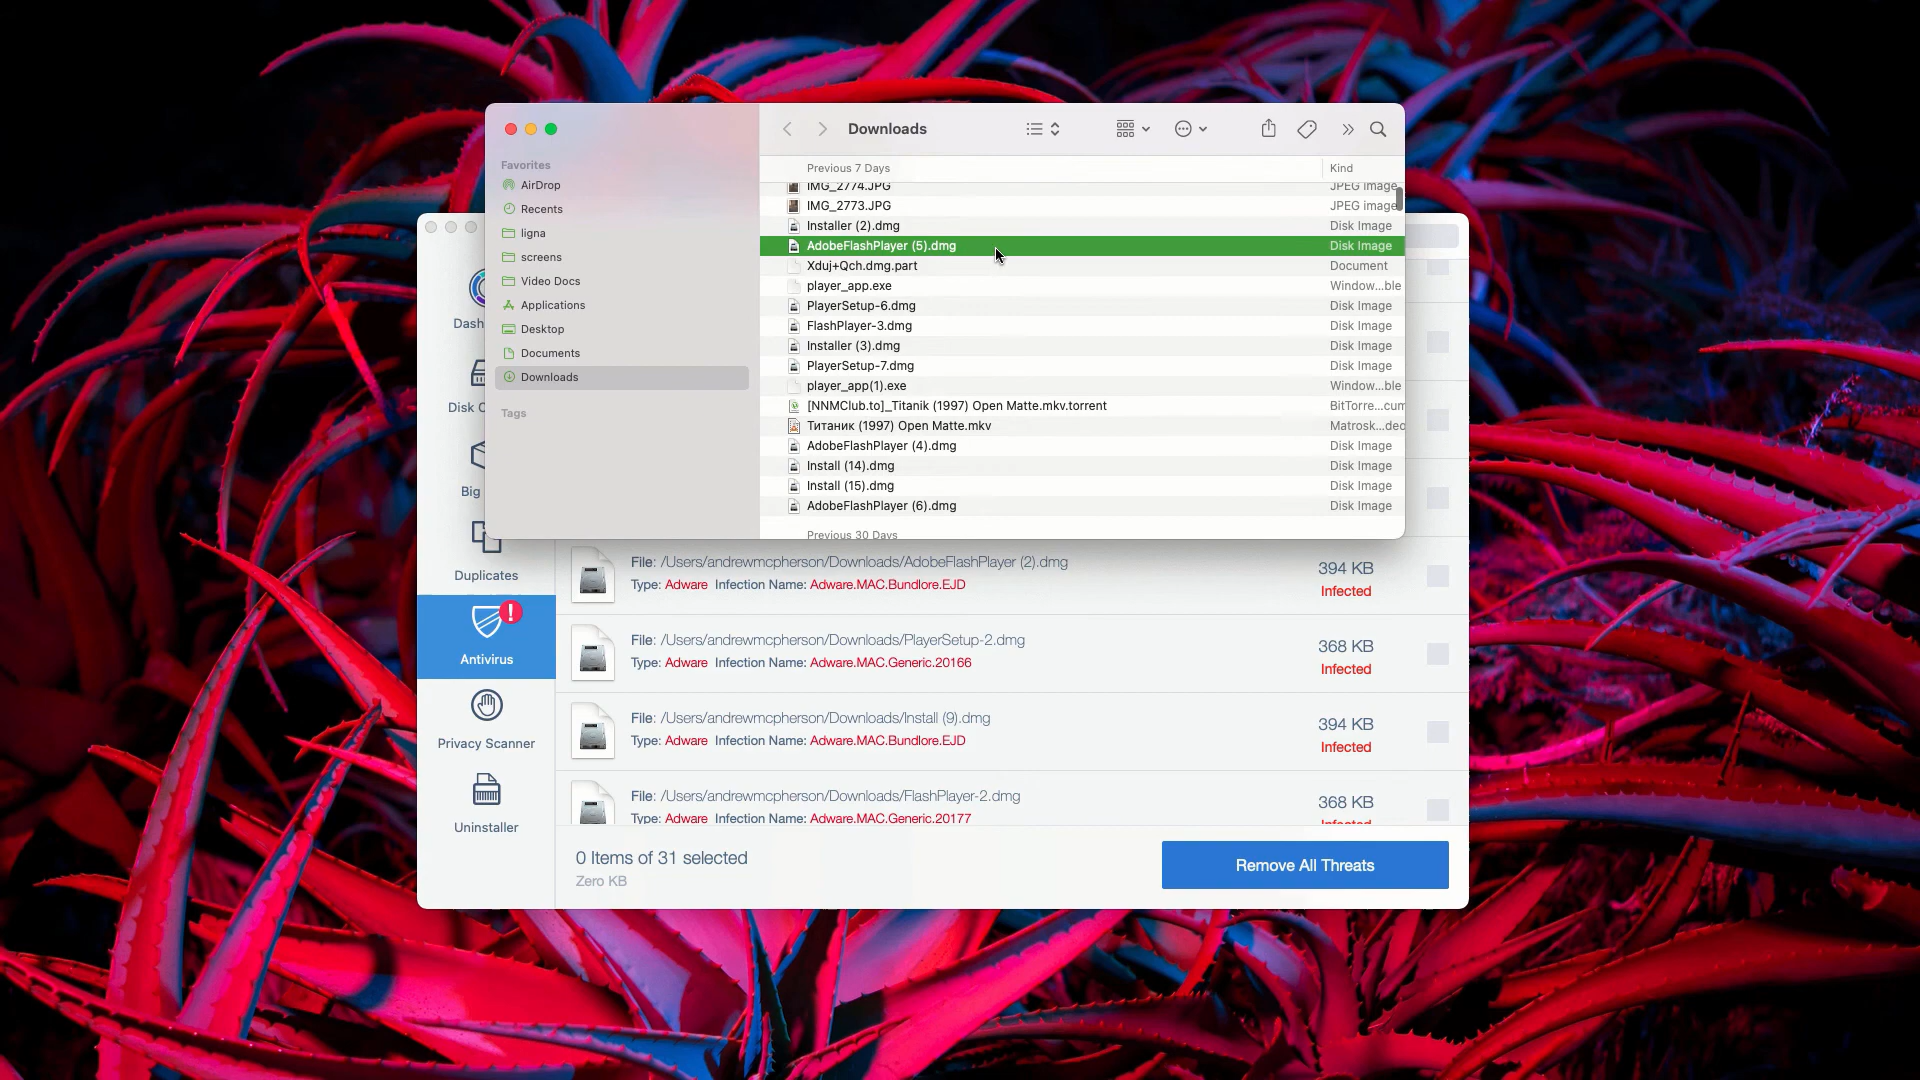 Downloads
Favorites
AirDrop
Recents
ligna
screens
Video Docs
Applications
Desktop
Documents
Downloads
Tags
Previous 7 Days Kind
IMG_2774.JPG JPEG image
IMG_2773.JPG JPEG image
Installer (2).dmg Disk Image
AdobeFlashPlayer (5).dmg Disk Image
Xduj+Qch.dmg.part Document
player_app.exe Window...ble
PlayerSetup-6.dmg Disk Image
FlashPlayer-3.dmg Disk Image
Installer (3).dmg Disk Image
PlayerSetup-7.dmg Disk Image
player_app(1).exe Window...ble
[NNMClub.to]_Titanik (1997) Open Matte.mkv.torrent BitTorre...cum
Титаник (1997) Open Matte.mkv Matrosk...deo
AdobeFlashPlayer (4).dmg Disk Image
Install (14).dmg Disk Image
Install (15).dmg Disk Image
AdobeFlashPlayer (6).dmg Disk Image
Previous 30 Days
Dash
Disk C
Big
Duplicates
Antivirus
Privacy Scanner
Uninstaller
File: /Users/andrewmcpherson/Downloads/AdobeFlashPlayer (2).dmg
Type: Adware Infection Name: Adware.MAC.Bundlore.EJD
394 KB
Infected
File: /Users/andrewmcpherson/Downloads/PlayerSetup-2.dmg
Type: Adware Infection Name: Adware.MAC.Generic.20166
368 KB
Infected
File: /Users/andrewmcpherson/Downloads/Install (9).dmg
Type: Adware Infection Name: Adware.MAC.Bundlore.EJD
394 KB
Infected
File: /Users/andrewmcpherson/Downloads/FlashPlayer-2.dmg
Type: Adware Infection Name: Adware.MAC.Generic.20177
368 KB
Infected
0 Items of 31 selected
Zero KB
Remove All Threats